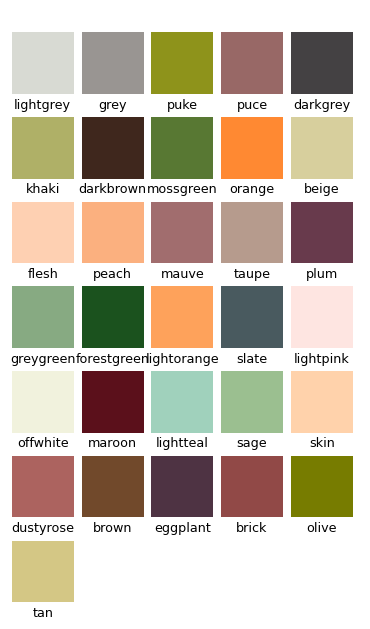 lightgrey grey puke puce darkgrey
khaki darkbrown mossgreen orange beige
flesh peach mauve taupe plum
greygreen forestgreen lightorange slate lightpink
offwhite maroon lightteal sage skin
dustyrose brown eggplant brick olive
tan